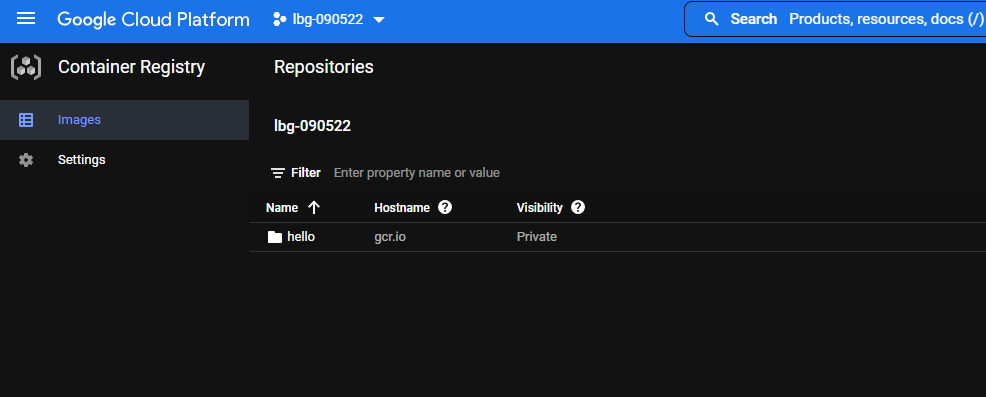 Google Cloud Platform lbg-090522 Search Products, resources, docs (/)
Container Registry Repositories
Images
lbg-090522
Settings
Filter Enter property name or value
Name Hostname Visibility
hello gcr.io Private